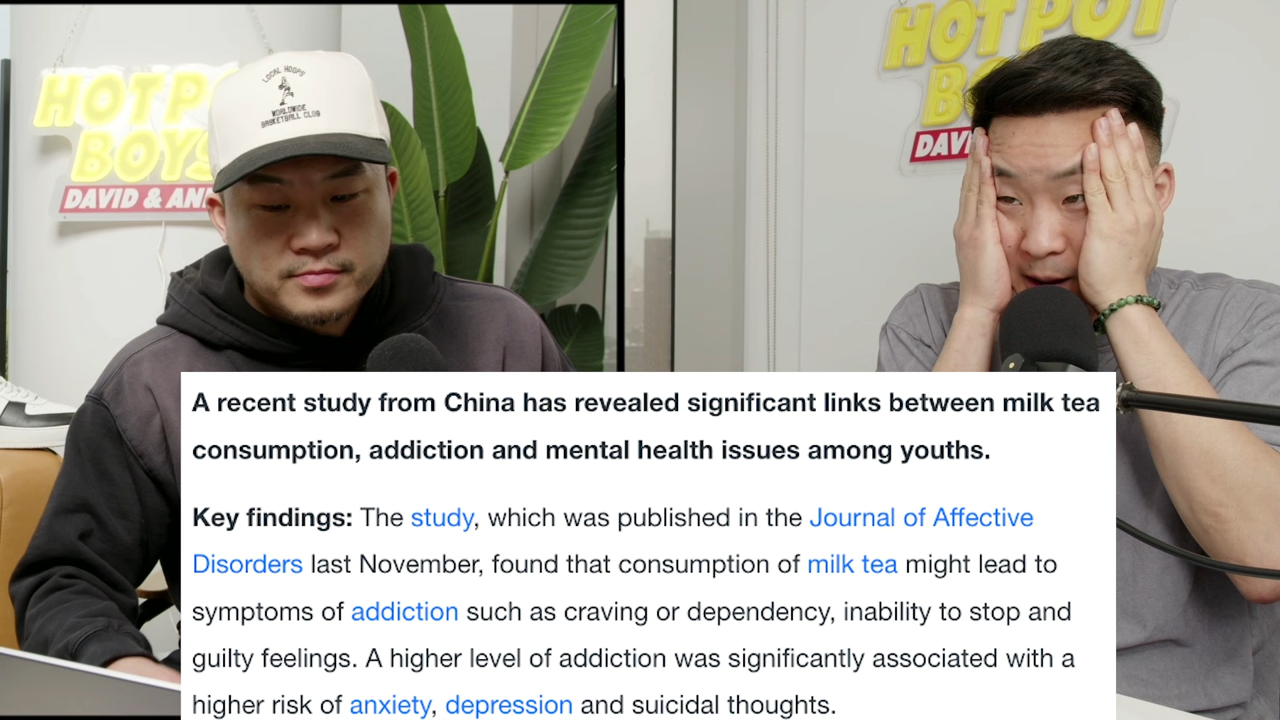 HOT P
BOYS
DAVID & AN
LOCAL HOOPS
WORLDWIDE
BASKETBALL CLUB
HOT POT
B
DAVI
A recent study from China has revealed significant links between milk tea
consumption, addiction and mental health issues among youths.
Key findings: The study, which was published in the Journal of Affective
Disorders last November, found that consumption of milk tea might lead to
symptoms of addiction such as craving or dependency, inability to stop and
guilty feelings. A higher level of addiction was significantly associated with a
higher risk of anxiety, depression and suicidal thoughts.